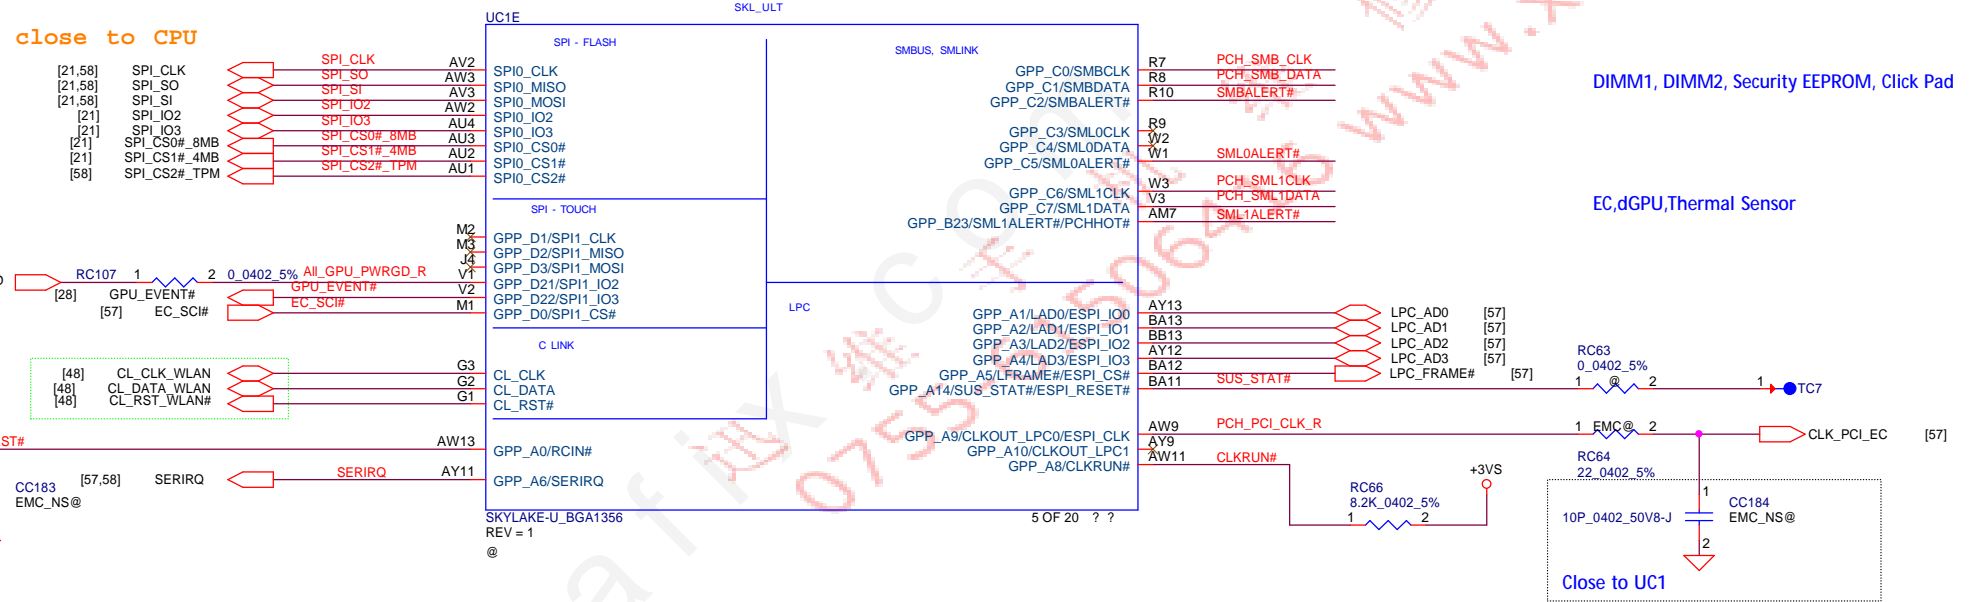 SKL_ULT
UC1E
close to CPU
SPI - FLASH
SMBUS, SMLINK
[21,58] SPI_CLK SPI_CLK AV2 SPI0_CLK
[21,58] SPI_SO SPI_SO AW3 SPI0_MISO
[21,58] SPI_SI SPI_SI AV3 SPI0_MOSI
[21] SPI_IO2 SPI_IO2 AW2 SPI0_IO2
[21] SPI_IO3 SPI_IO3 AU4 SPI0_IO3
[21] SPI_CS0#_8MB SPI_CS0#_8MB AU3 SPI0_CS0#
[21] SPI_CS1#_4MB SPI_CS1#_4MB AU2 SPI0_CS1#
[58] SPI_CS2#_TPM SPI_CS2#_TPM AU1 SPI0_CS2#
GPP_C0/SMBCLK R7 PCH_SMB_CLK
GPP_C1/SMBDATA R8 PCH_SMB_DATA
GPP_C2/SMBALERT# R10 SMBALERT#
DIMM1, DIMM2, Security EEPROM, Click Pad
GPP_C3/SML0CLK R9
GPP_C4/SML0DATA W2
GPP_C5/SML0ALERT# W1 SML0ALERT#
GPP_C6/SML1CLK W3 PCH_SML1CLK
GPP_C7/SML1DATA V3 PCH_SML1DATA
GPP_B23/SML1ALERT#/PCHHOT# AM7 SML1ALERT#
EC,dGPU,Thermal Sensor
SPI - TOUCH
M2 GPP_D1/SPI1_CLK
M3 GPP_D2/SPI1_MISO
J4 GPP_D3/SPI1_MOSI
RC107 1 2 0_0402_5% All_GPU_PWRGD_R V1 GPP_D21/SPI1_IO2
[28] GPU_EVENT# GPU_EVENT# V2 GPP_D22/SPI1_IO3
[57] EC_SCI# EC_SCI# M1 GPP_D0/SPI1_CS#
LPC
GPP_A1/LAD0/ESPI_IO0 AY13 LPC_AD0 [57]
GPP_A2/LAD1/ESPI_IO1 BA13 LPC_AD1 [57]
GPP_A3/LAD2/ESPI_IO2 BB13 LPC_AD2 [57]
GPP_A4/LAD3/ESPI_IO3 AY12 LPC_AD3 [57]
GPP_A5/LFRAME#/ESPI_CS# BA12 LPC_FRAME# [57]
GPP_A14/SUS_STAT#/ESPI_RESET# BA11 SUS_STAT#
RC63
0_0402_5%
1 @ 2 1 TC7
C LINK
[48] CL_CLK_WLAN G3 CL_CLK
[48] CL_DATA_WLAN G2 CL_DATA
[48] CL_RST_WLAN# G1 CL_RST#
ST# AW13 GPP_A0/RCIN#
[57,58] SERIRQ SERIRQ AY11 GPP_A6/SERIRQ
CC183
EMC_NS@
GPP_A9/CLKOUT_LPC0/ESPI_CLK AW9 PCH_PCI_CLK_R 1 EMC@ 2 CLK_PCI_EC [57]
GPP_A10/CLKOUT_LPC1 AY9
GPP_A8/CLKRUN# AW11 CLKRUN#
RC64
22_0402_5%
+3VS
RC66
8.2K_0402_5%
1 2
1
10P_0402_50V8-J
CC184
EMC_NS@
2
Close to UC1
SKYLAKE-U_BGA1356
5 OF 20 ? ?
REV = 1
@